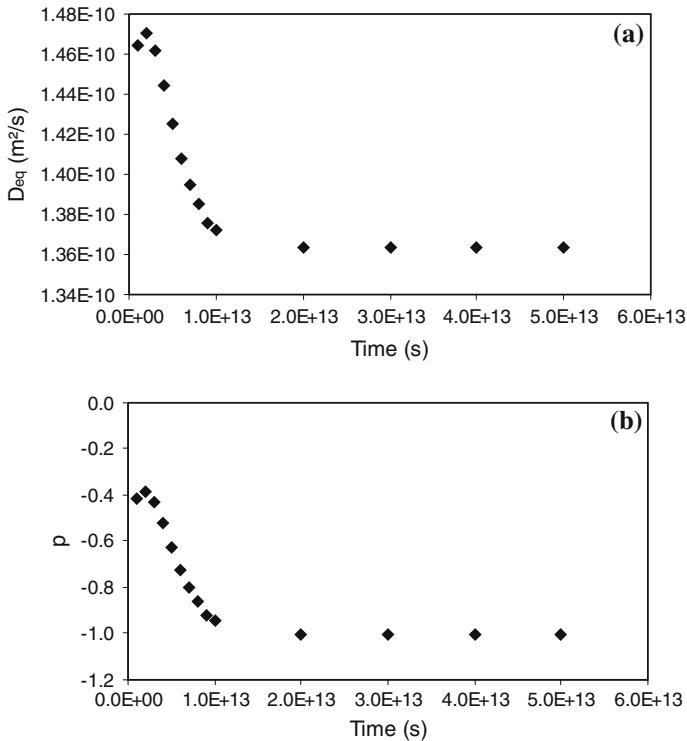 1.48E-10
(a)
1.46E-10
1.44E-10
1.42E-10
1.40E-10
1.38E-10
1.36E-10
1.34E-10
Deq (m²/s)
0.0E+00 1.0E+13 2.0E+13 3.0E+13 4.0E+13 5.0E+13 6.0E+13
Time (s)
0.0
(b)
-0.2
-0.4
-0.6
-0.8
-1.0
-1.2
p
0.0E+00 1.0E+13 2.0E+13 3.0E+13 4.0E+13 5.0E+13 6.0E+13
Time (s)